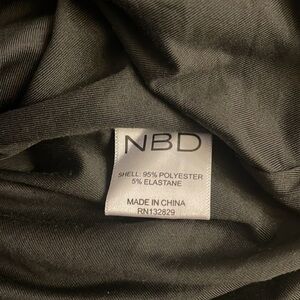 NBD
SHELL: 95% POLYESTER
5% ELASTANE
MADE IN CHINA
RN132829